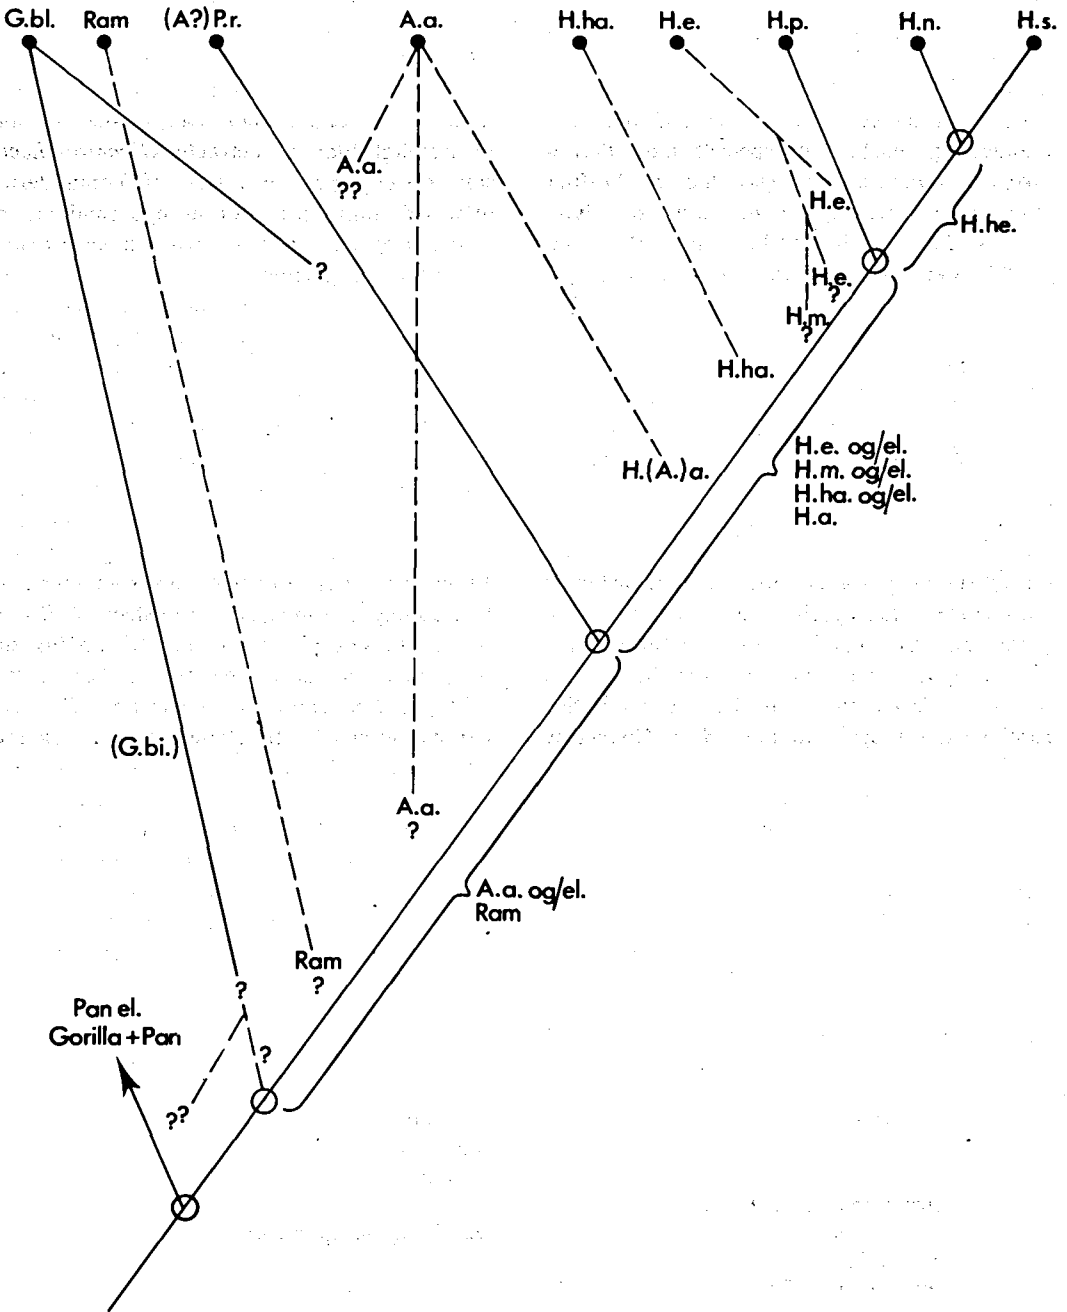 G.bl. Ram (A?) P.r. A.a. H.ha. H.e. H.p. H.n. H.s.
A.a.
??
H.e.
H.he.
?
H.e.
?
H.m.
?
H.ha.
H.(A.)a.
H.e. og/el.
H.m. og/el.
H.ha. og/el.
H.a.
(G.bi.)
A.a.
?
A.a. og/el.
Ram
Ram
?
?
Pan el.
Gorilla+Pan
?
??